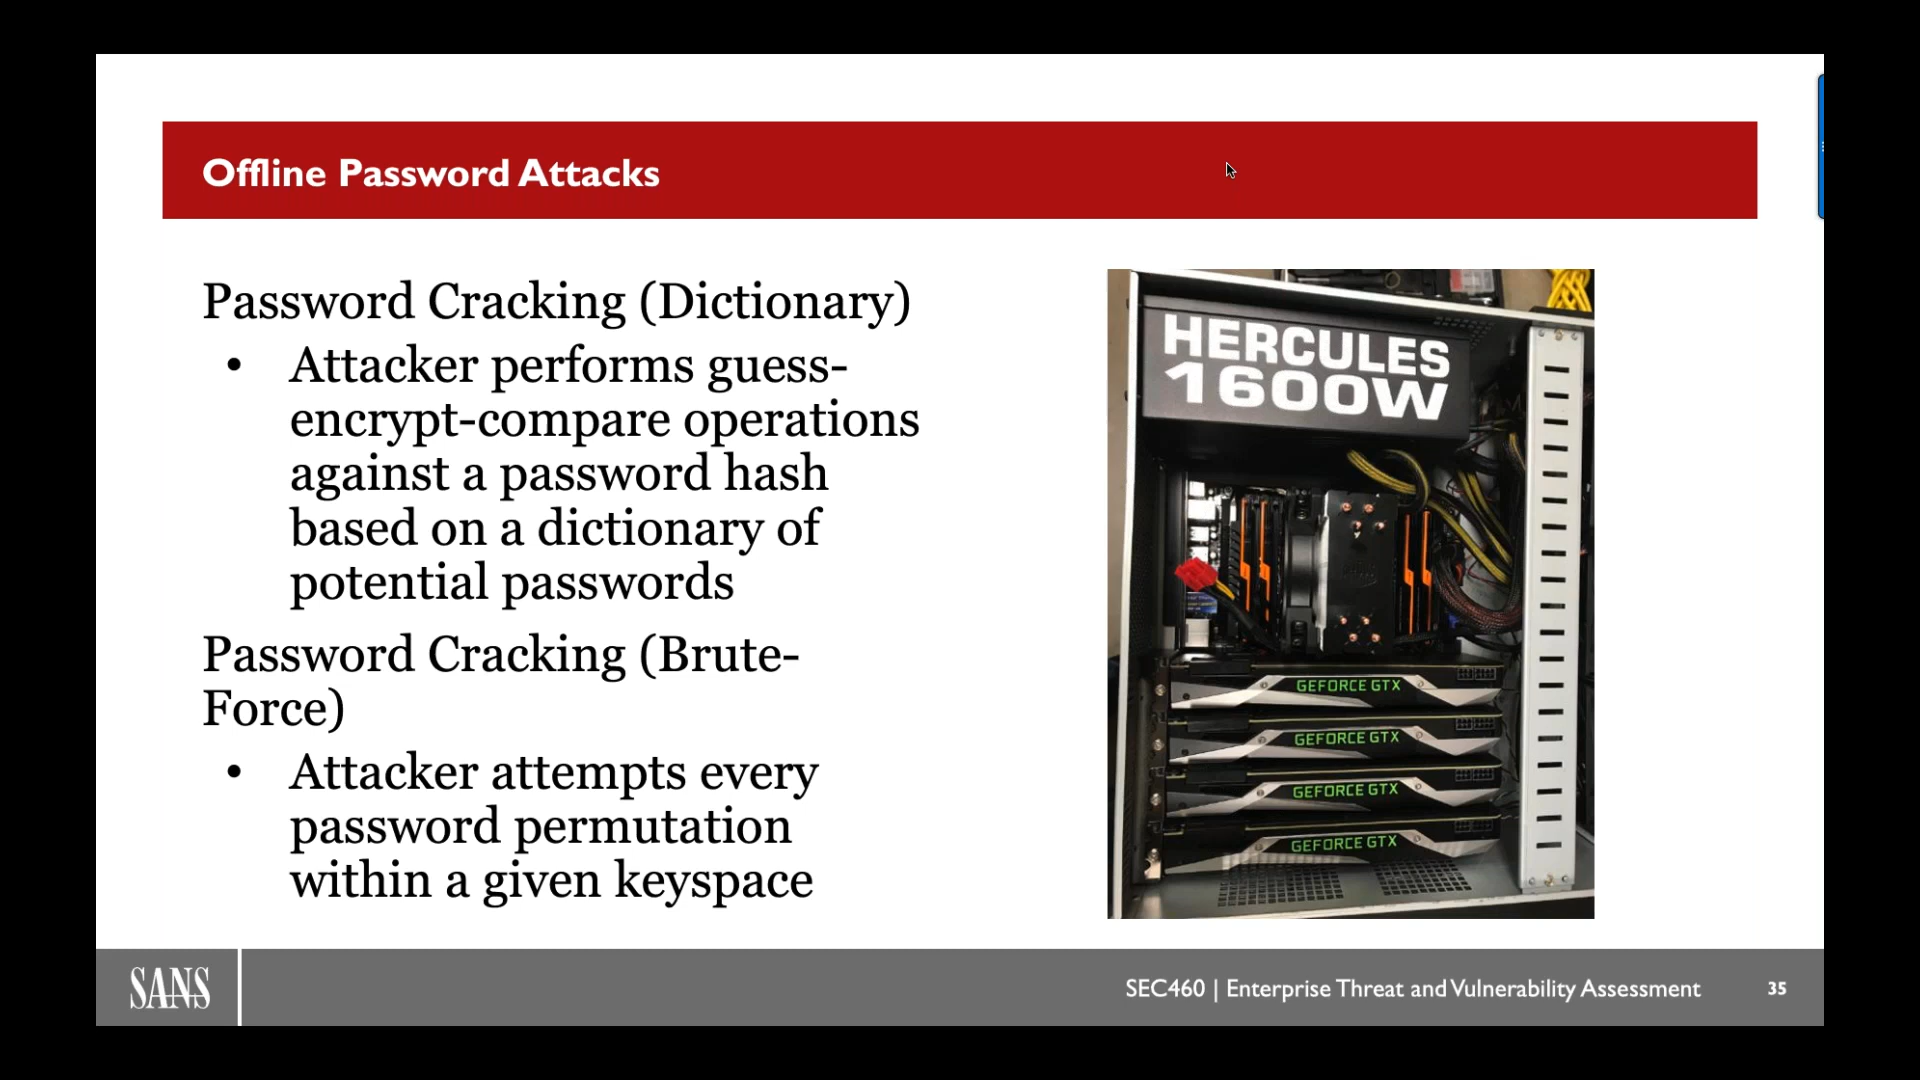 Offline Password Attacks
Password Cracking (Dictionary)
• Attacker performs guess-
encrypt-compare operations
against a password hash
based on a dictionary of
potential passwords
Password Cracking (Brute-
Force)
• Attacker attempts every
password permutation
within a given keyspace
HERCULES
1600W
GEFORCE GTX
GEFORCE GTX
GEFORCE GTX
GEFORCE GTX
SANS
SEC460 | Enterprise Threat and Vulnerability Assessment
35